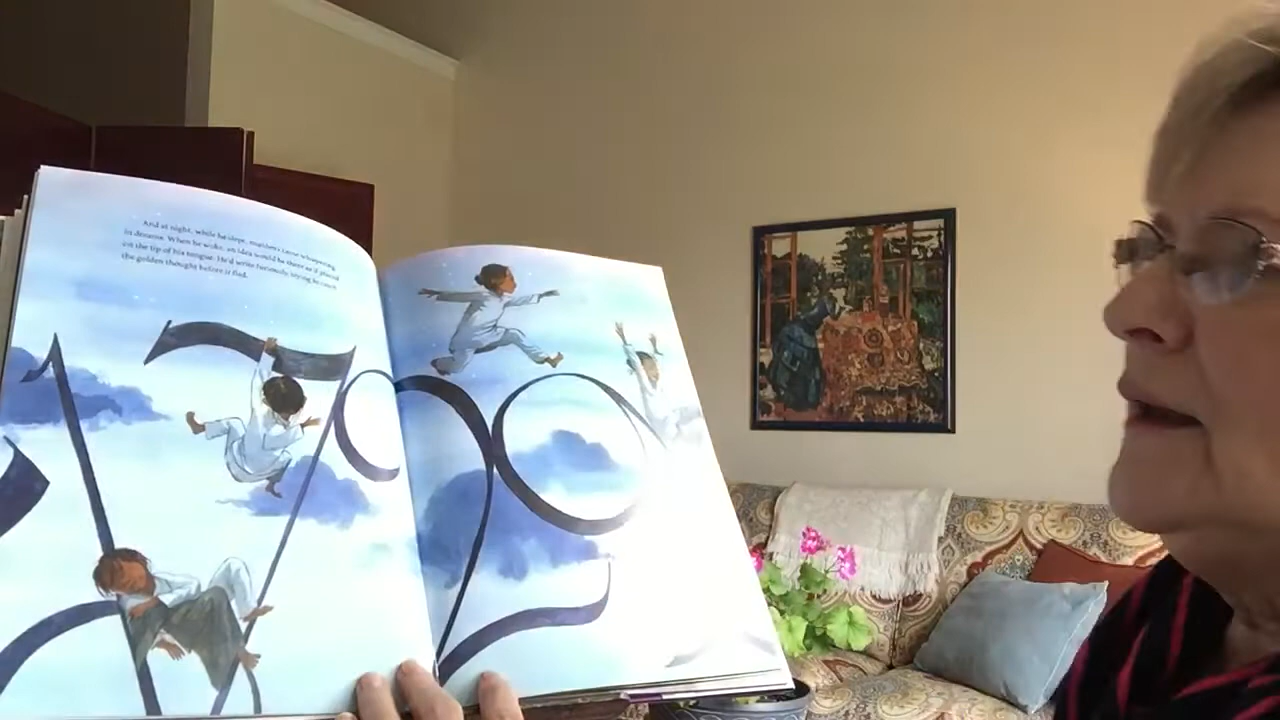 And at night, while he slept, maidens came whispering
in dreams. When he woke, an idea would be there as if placed
on the tip of his tongue. He'd write furiously, trying to catch
the golden thought before it fled.
1729